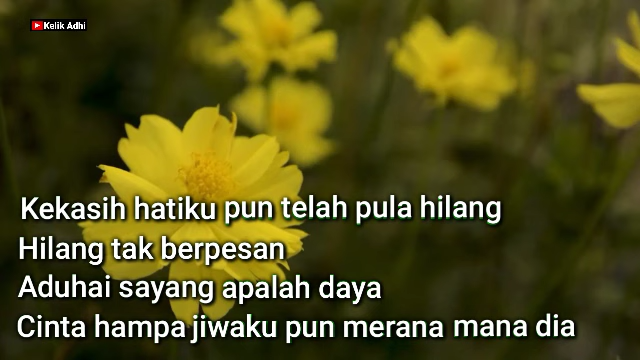 Kelik Adhi
Kekasih hatiku pun telah pula hilang
Hilang tak berpesan
Aduhai sayang apalah daya
Cinta hampa jiwaku pun merana mana dia